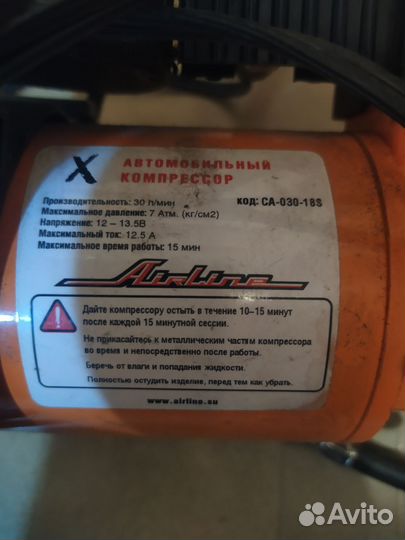 X АВТОМОБИЛЬНЫЙ
КОМПРЕССОР
Производительность: 30 л/мин код: CA-030-18S
Максимальное давление: 7 Атм. (кг/см2)
Напряжение: 12 – 13.5В
Максимальный ток: 12.5 А
Максимальное время работы: 15 мин
AIRLINE
Дайте компрессору остыть в течение 10–15 минут
после каждой 15 минутной сессии.
Не прикасайтесь к металлическим частям компрессора
во время и непосредственно после работы.
Беречь от влаги и попадания жидкости.
Полностью остудить изделие, перед тем как убрать.
www.airline.su
Avito